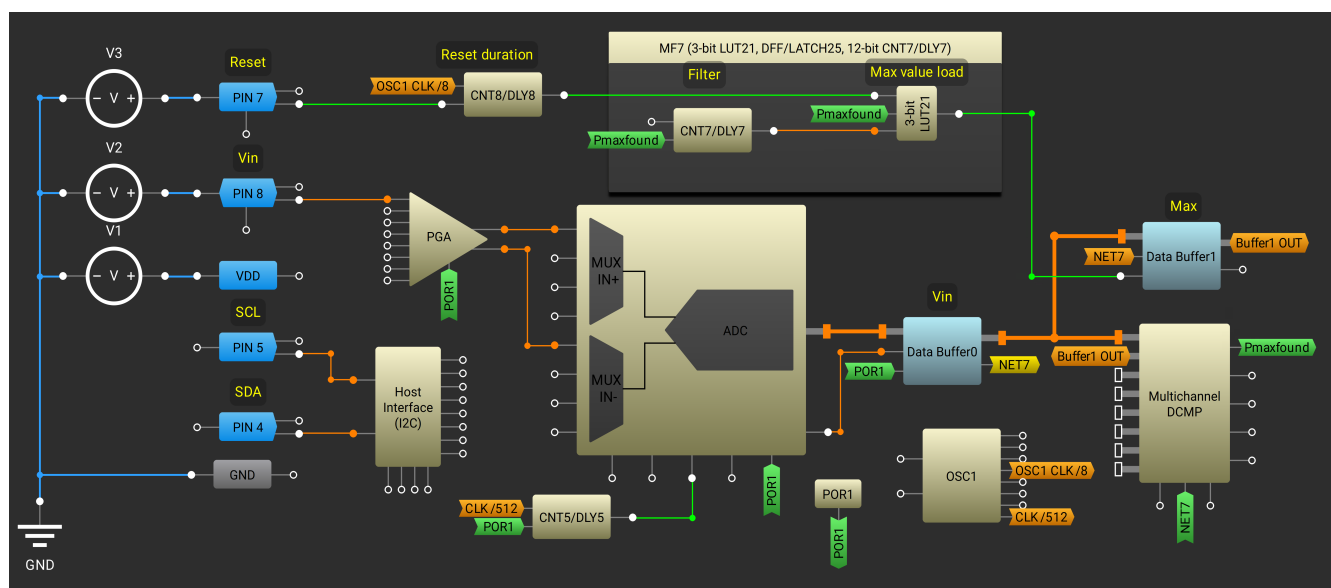 V3
Reset
Reset duration
MF7 (3-bit LUT21, DFF/LATCH25, 12-bit CNT7/DLY7)
Filter
Max value load
− V +
PIN 7
OSC1 CLK /8
CNT8/DLY8
Pmaxfound
3-bit
LUT21
CNT7/DLY7
Pmaxfound
V2
Vin
− V +
PIN 8
V1
PGA
Max
Buffer1 OUT
NET7
Data Buffer1
MUX
IN+
− V +
VDD
POR1
Vin
SCL
ADC
PIN 5
Data Buffer0
Buffer1 OUT
Pmaxfound
POR1
NET7
SDA
Host
Interface
(I2C)
MUX
IN-
Multichannel
DCMP
PIN 4
GND
OSC1
OSC1 CLK /8
CLK /512
POR1
CNT5/DLY5
POR1
POR1
POR1
CLK /512
NET7
GND